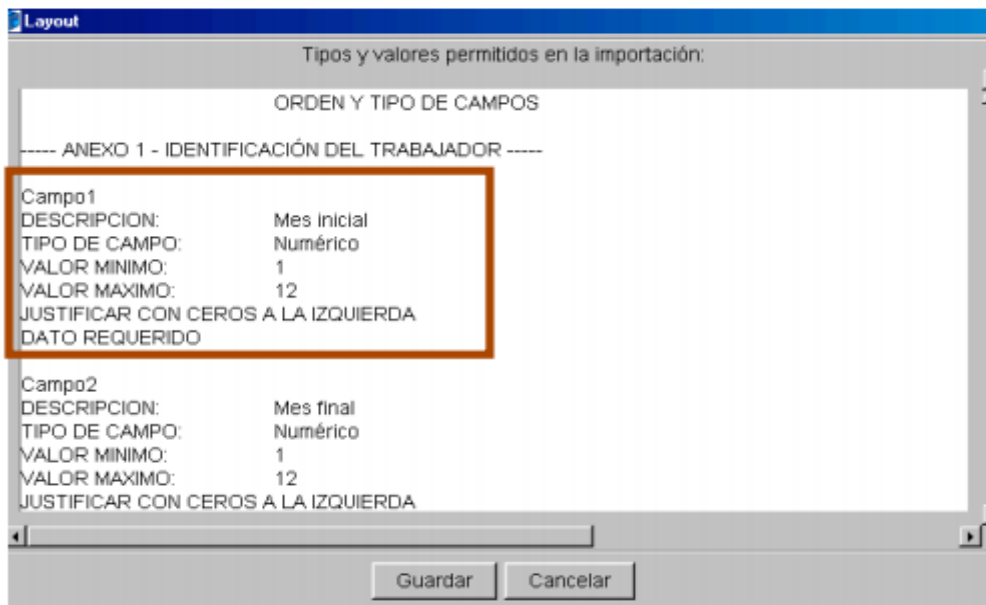 Layout
Tipos y valores permitidos en la importación:
ORDEN Y TIPO DE CAMPOS
----- ANEXO 1 - IDENTIFICACIÓN DEL TRABAJADOR -----
Campo1
DESCRIPCION: Mes inicial
TIPO DE CAMPO: Numérico
VALOR MINIMO: 1
VALOR MAXIMO: 12
JUSTIFICAR CON CEROS A LA IZQUIERDA
DATO REQUERIDO
Campo2
DESCRIPCION: Mes final
TIPO DE CAMPO: Numérico
VALOR MINIMO: 1
VALOR MAXIMO: 12
JUSTIFICAR CON CEROS A LA IZQUIERDA
Guardar Cancelar